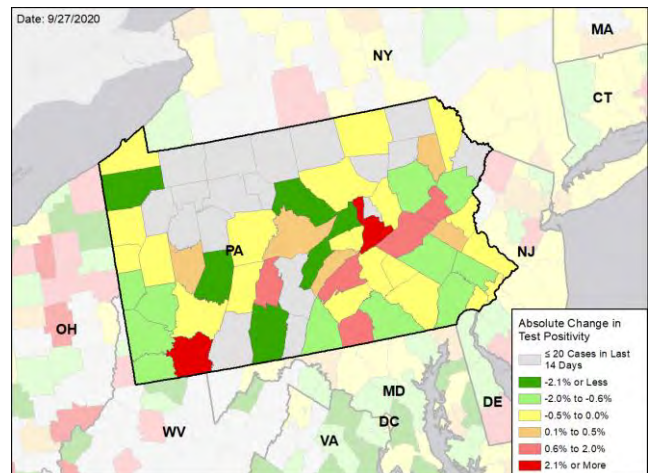 Date: 9/27/2020
NY
MA
CT
PA
NJ
OH
MD
DE
WV
DC
VA
Absolute Change in
Test Positivity
≤ 20 Cases in Last
14 Days
-2.1% or Less
-2.0% to -0.6%
-0.5% to 0.0%
0.1% to 0.5%
0.6% to 2.0%
2.1% or More